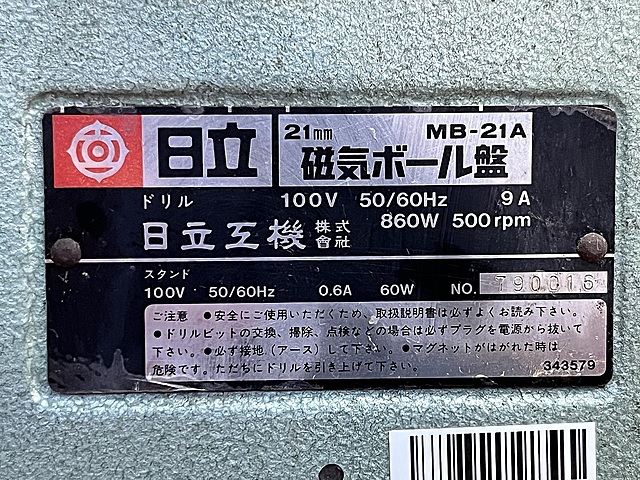 日立 21mm MB-21A
磁気ボール盤
ドリル 100V 50/60Hz 9A
860W 500rpm
日立工機 株式会社
スタンド
100V 50/60Hz 0.6A 60W NO. 790016
ご注意 ●安全にご使用いただくため、取扱説明書は必ずよくお読み下さい。
●ドリルビットの交換、掃除、点検などの場合は必ずプラグを電源から抜いて
下さい。●必ず接地(アース)して下さい。●マグネットがはがれた時は
危険です。ただちにドリルを引き上げて下さい。 343579